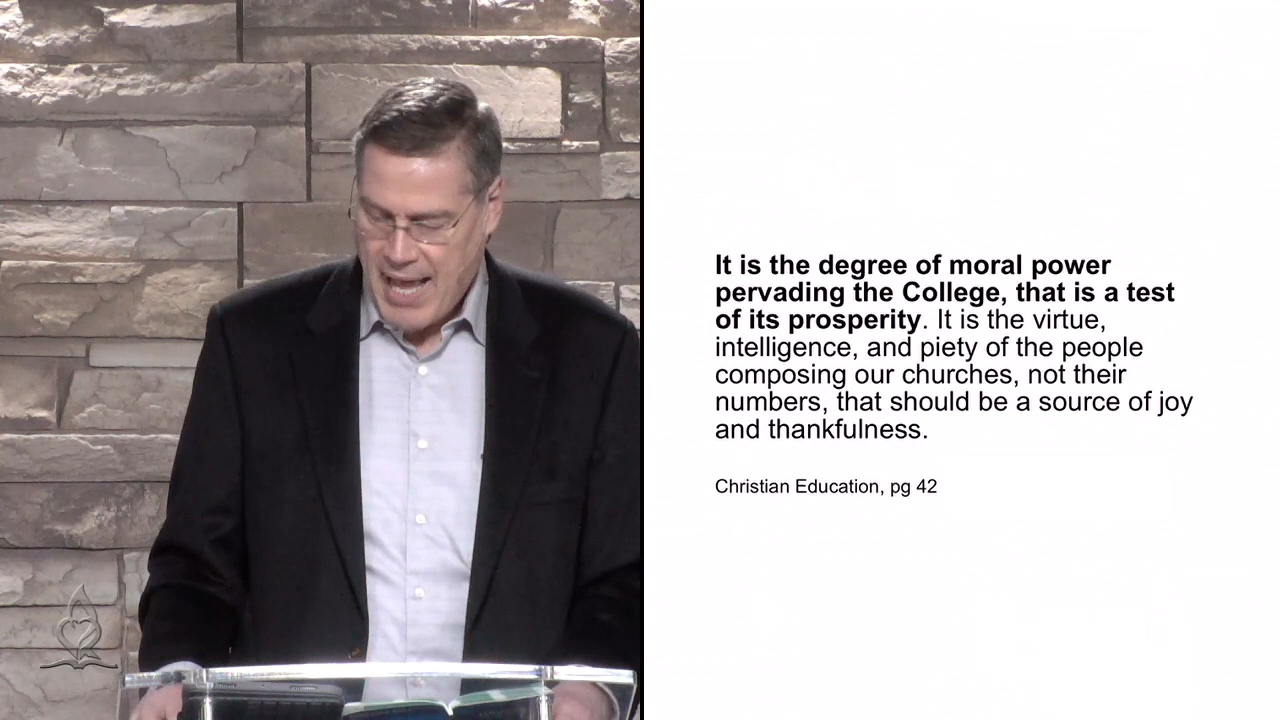 It is the degree of moral power
pervading the College, that is a test
of its prosperity. It is the virtue,
intelligence, and piety of the people
composing our churches, not their
numbers, that should be a source of joy
and thankfulness.
Christian Education, pg 42